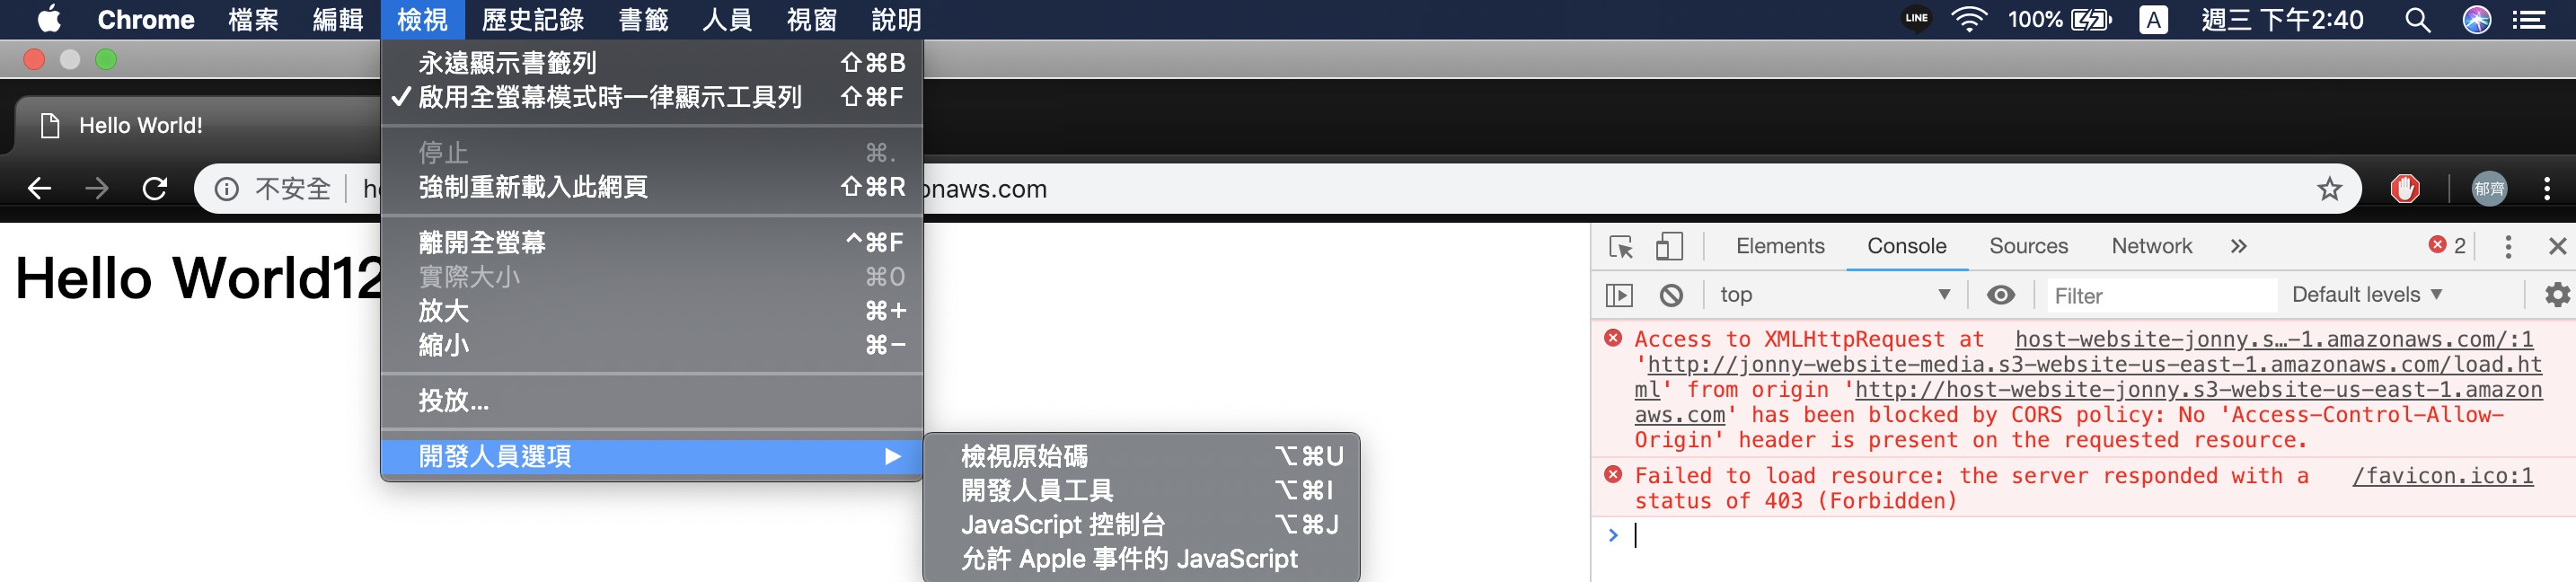 Chrome 檔案 編輯 檢視 歷史記錄 書籤 人員 視窗 說明 LINE 100% A 週三 下午2:40
永遠顯示書籤列 ⇧⌘B
✓ 啟用全螢幕模式時一律顯示工具列 ⇧⌘F
Hello World!
停止 ⌘.
強制重新載入此網頁 ⇧⌘R
不安全 onaws.com 郁齊
離開全螢幕 ^⌘F
實際大小 ⌘0
放大 ⌘+
縮小 ⌘−
投放...
開發人員選項 ▶
檢視原始碼 ⌥⌘U
開發人員工具 ⌥⌘I
JavaScript 控制台 ⌥⌘J
允許 Apple 事件的 JavaScript
Hello World12
Elements Console Sources Network » 2
top ▼ Filter Default levels ▼
Access to XMLHttpRequest at host-website-jonny.s…-1.amazonaws.com/:1
'http://jonny-website-media.s3-website-us-east-1.amazonaws.com/load.ht
ml' from origin 'http://host-website-jonny.s3-website-us-east-1.amazon
aws.com' has been blocked by CORS policy: No 'Access-Control-Allow-
Origin' header is present on the requested resource.
Failed to load resource: the server responded with a /favicon.ico:1
status of 403 (Forbidden)
>